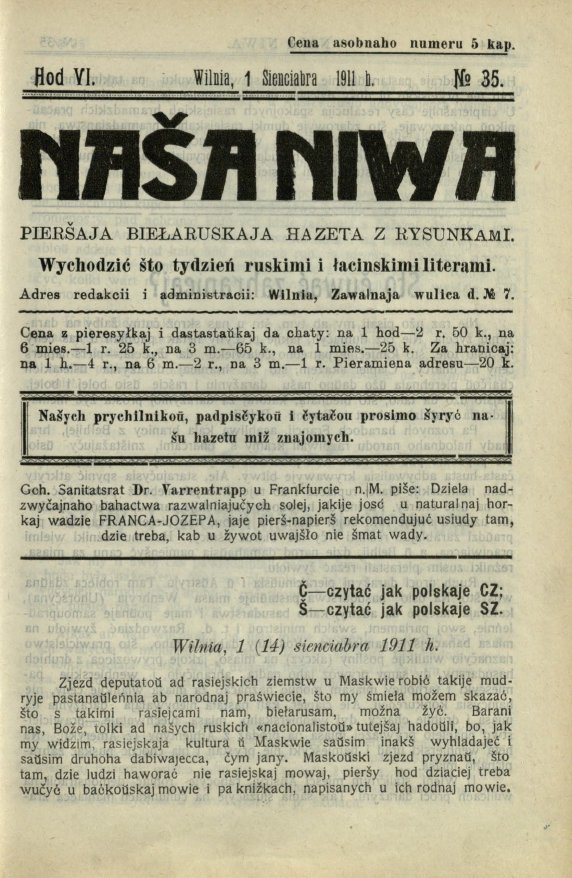 Cena asobnaho numeru 5 kap.
Hod VI. Wilnia, 1 Sienciabra 1911 h. № 35.
NAŠA NIWA
PIERŠAJA BIEŁARUSKAJA HAZETA Z RYSUNKAMI.
Wychodzić što tydzień ruskimi i łacinskimi literami.
Adres redakcii i administracii: Wilnia, Zawalnaja wulica d. № 7.
Cena z pieresyłkaj i dastastaŭkaj da chaty: na 1 hod—2 r. 50 k., na
6 mies.—1 r. 25 k., na 3 m.—65 k., na 1 mies.—25 k. Za hranicaj:
na 1 h.—4 r., na 6 m.—2 r., na 3 m.—1 r. Pieramiena adresu—20 k.
Našych prychilnikoŭ, padpisčykoŭ i čytačoŭ prosimo šyryć na-
šu hazetu miž znajomych.
Geh. Sanitatsrat Dr. Varrentrapp u Frankfurcie n.M. piše: Dziela nad-
zwyčajnaho bahactwa razwalniajučych solej, jakije josć u naturalnaj hor-
kaj wadzie FRANCA-JOZEPA, jaje pierš-napierš rekomendujuć usiudy tam,
dzie treba, kab u żywot uwajšło nie šmat wady.
Č—czytać jak polskaje CZ;
Š—czytać jak polskaje SZ.
Wilnia, 1 (14) sienciabra 1911 h.
Zjezd deputatoŭ ad rasiejskich ziemstw u Maskwie robić takije mud-
ryje pastanaŭleńnia ab narodnaj praświecie, što my śmieła možem skazać,
što s takimi rasiejcami nam, biełarusam, možna żyć. Barani
nas, Boże, tolki ad našych ruskich «nacionalistoŭ» tutejšaj hadoŭli, bo, jak
my widzim, rasiejskaja kultura ŭ Maskwie saŭsim inakš wyhladajeć i
saŭsim druhoha dabiwajecca, čym jany. Maskoŭski zjezd pryznaŭ, što
tam, dzie ludzi haworać nie rasiejskaj mowaj, pieršy hod dziaciej treba
wučyć u baćkoŭskaj mowie i pa knižkach, napisanych u ich rodnaj mowie.